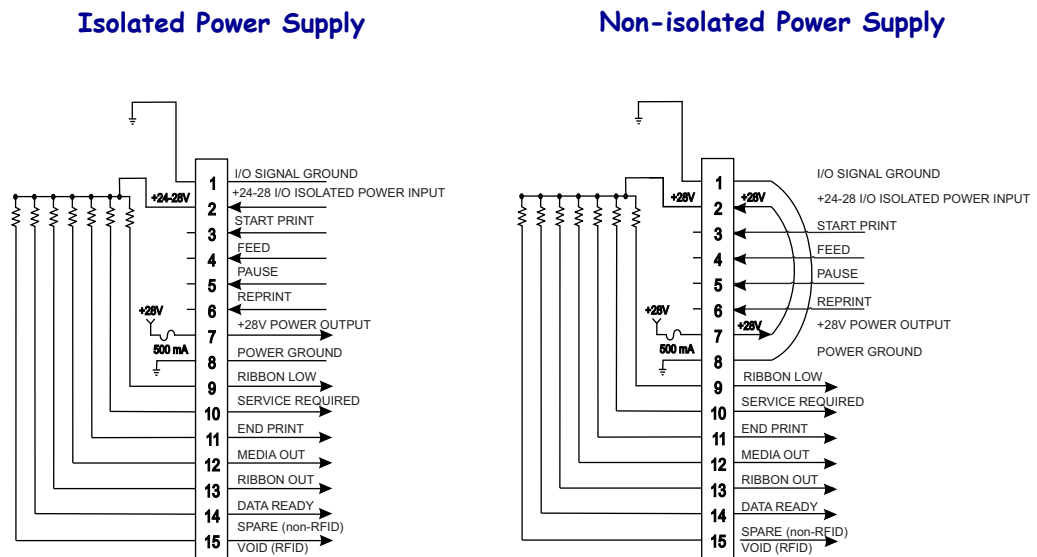 Isolated Power Supply
+24-28V
+28V
500 mA
1
2
3
4
5
6
7
8
9
10
11
12
13
14
15
I/O SIGNAL GROUND
+24-28 I/O ISOLATED POWER INPUT
START PRINT
FEED
PAUSE
REPRINT
+28V POWER OUTPUT
POWER GROUND
RIBBON LOW
SERVICE REQUIRED
END PRINT
MEDIA OUT
RIBBON OUT
DATA READY
SPARE (non-RFID)
VOID (RFID)
Non-isolated Power Supply
+28V
+28V
500 mA
1
2
3
4
5
6
7
8
9
10
11
12
13
14
15
+28V
+28V
I/O SIGNAL GROUND
+24-28 I/O ISOLATED POWER INPUT
START PRINT
FEED
PAUSE
REPRINT
+28V POWER OUTPUT
POWER GROUND
RIBBON LOW
SERVICE REQUIRED
END PRINT
MEDIA OUT
RIBBON OUT
DATA READY
SPARE (non-RFID)
VOID (RFID)